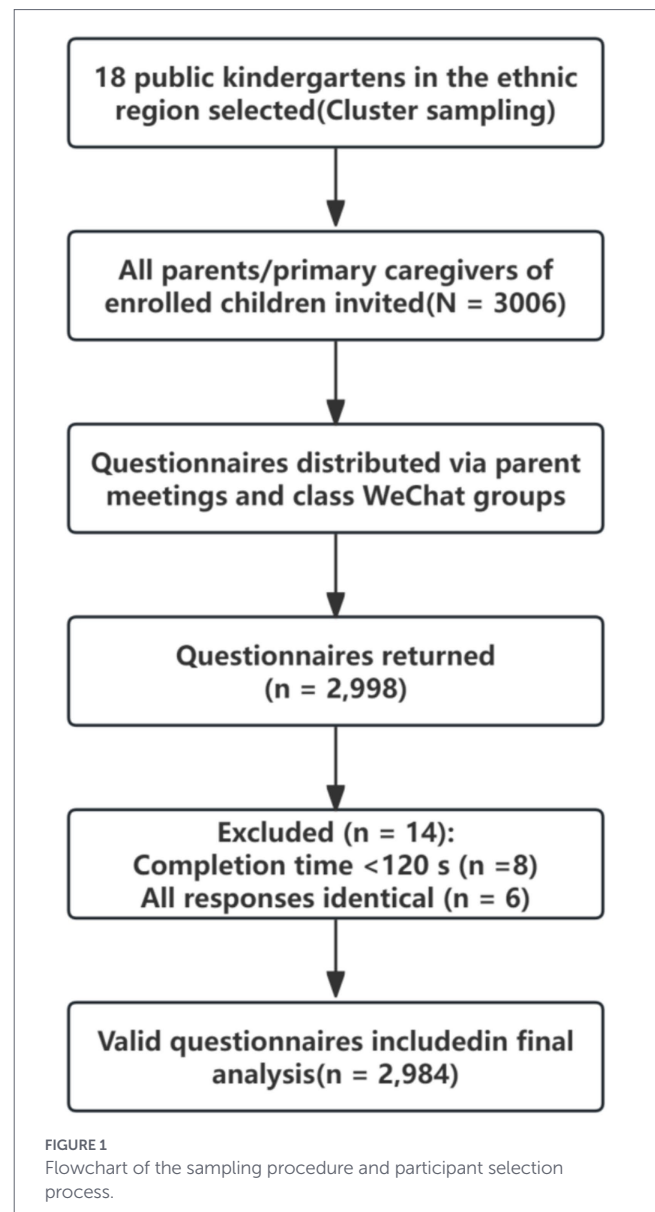 18 public kindergartens in the ethnic
region selected(Cluster sampling)
All parents/primary caregivers of
enrolled children invited(N = 3006)
Questionnaires distributed via parent
meetings and class WeChat groups
Questionnaires returned
(n = 2,998)
Excluded (n = 14):
Completion time <120 s (n =8)
All responses identical (n = 6)
Valid questionnaires includedin final
analysis(n = 2,984)
FIGURE 1
Flowchart of the sampling procedure and participant selection
process.